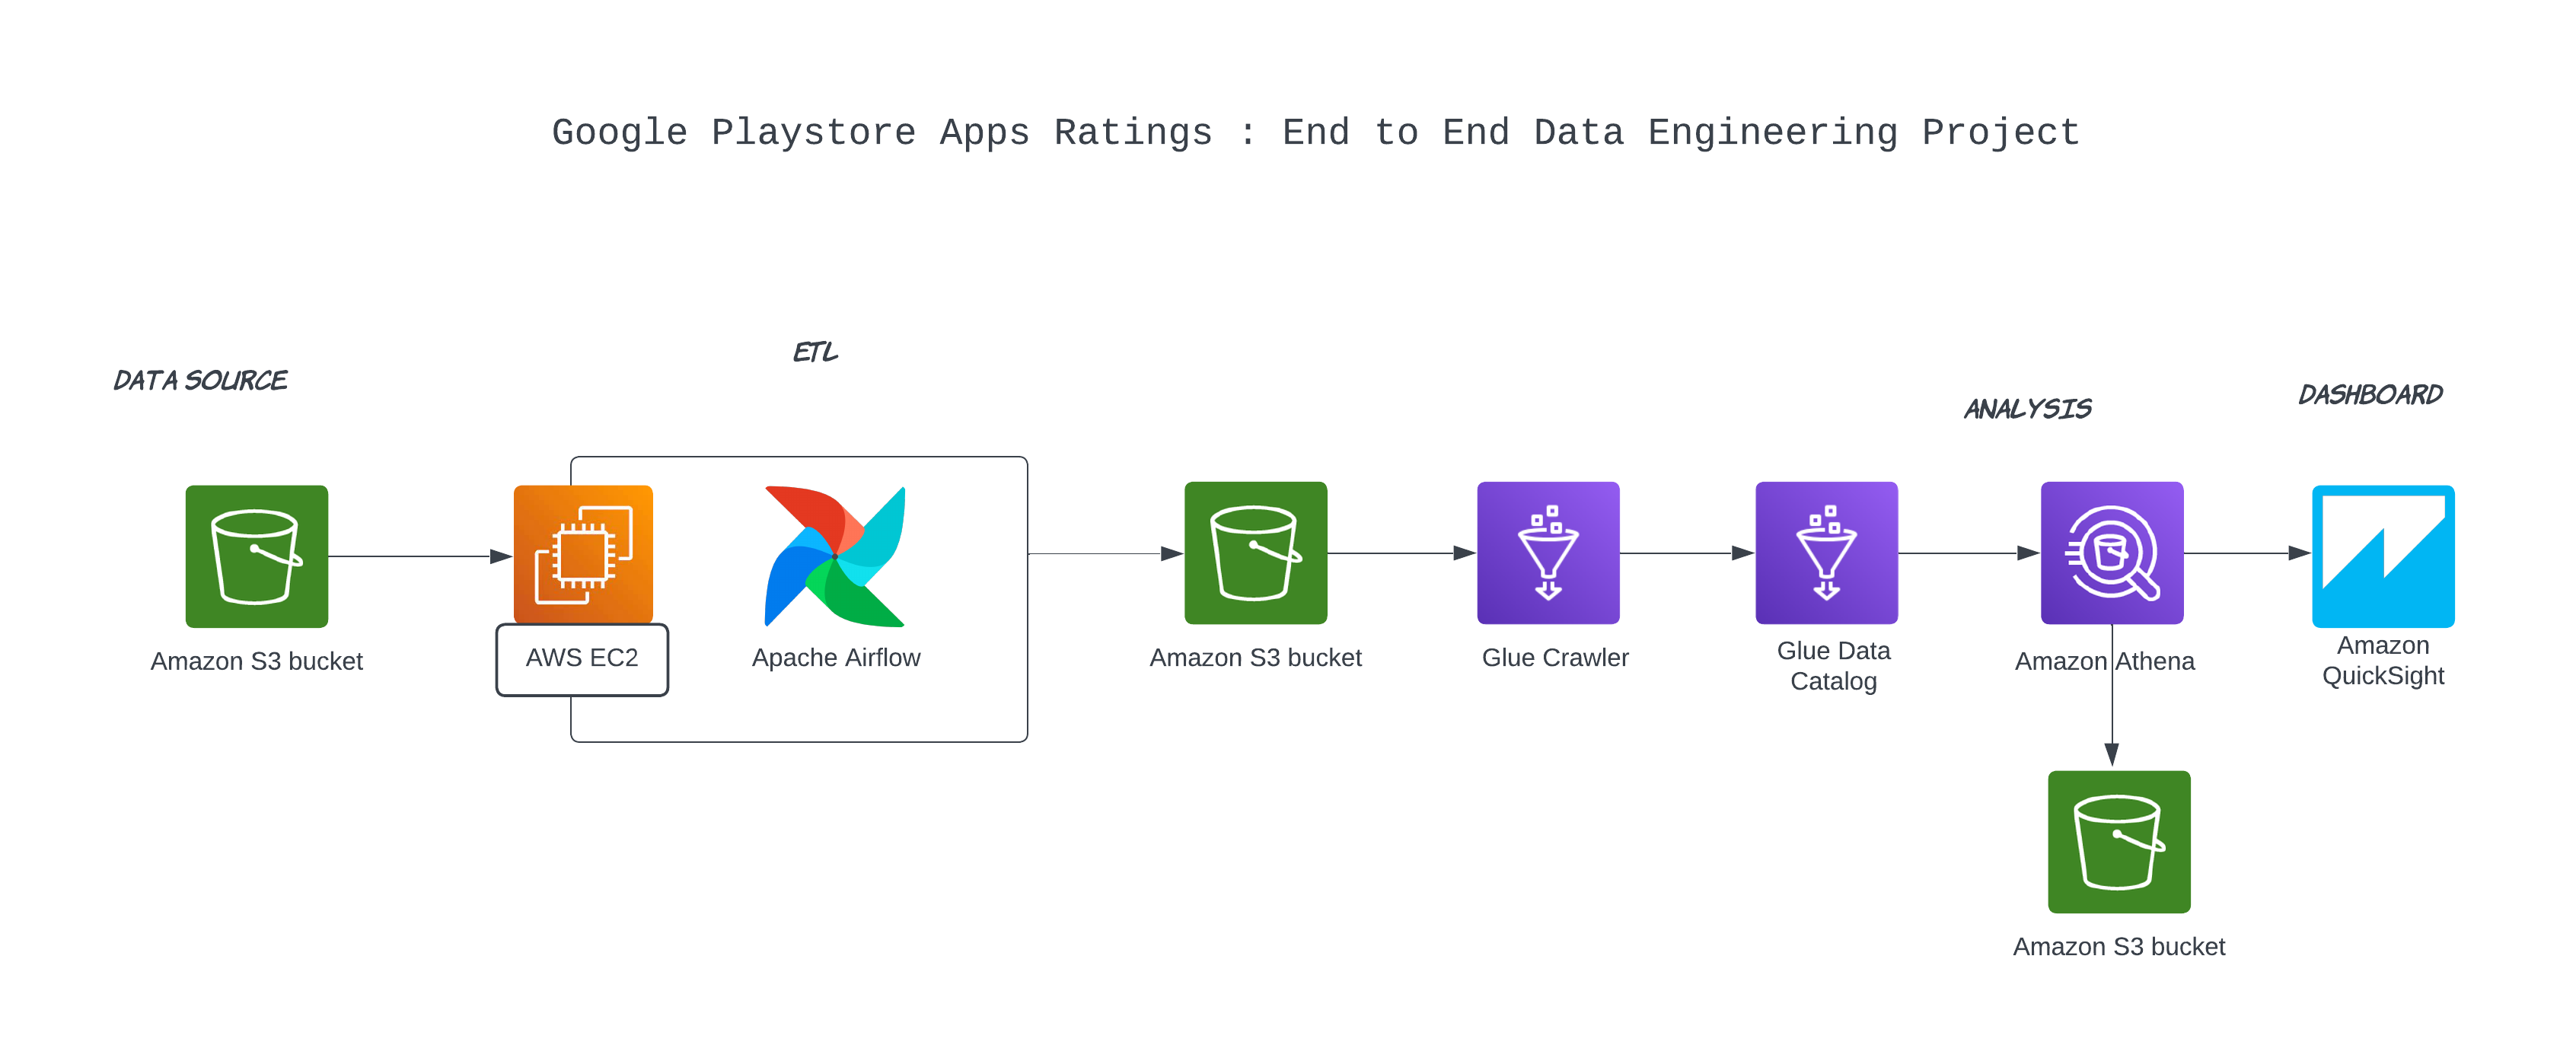 Google Playstore Apps Ratings : End to End Data Engineering Project
ETL
DATA SOURCE
DASHBOARD
ANALYSIS
Amazon S3 bucket
AWS EC2
Apache Airflow
Amazon S3 bucket
Glue Crawler
Glue Data
Catalog
Amazon Athena
Amazon
QuickSight
Amazon S3 bucket